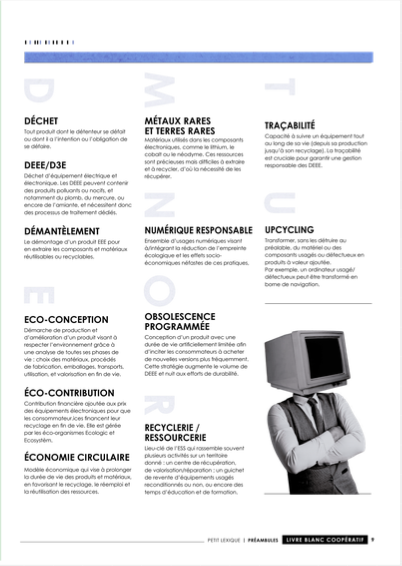 D
DÉCHET
Tout produit dont le détenteur se défait
ou dont il a l'intention ou l'obligation de
se défaire.
DEEE/D3E
Déchet d'équipement électrique et
électronique. Les DEEE peuvent contenir
des produits polluants ou nocifs, et
notamment du plomb, du mercure, ou
encore de l'amiante, et nécessitent donc
des processus de traitement dédiés.
DÉMANTÈLEMENT
Le démontage d'un produit EEE pour
en extraire les composants et matériaux
réutilisables ou recyclables.
E
ECO-CONCEPTION
Démarche de production et
d'amélioration d'un produit visant à
respecter l'environnement grâce à
une analyse de toutes ses phases de
vie : choix des matériaux, procédés
de fabrication, emballages, transports,
utilisation, et valorisation en fin de vie.
ÉCO-CONTRIBUTION
Contribution financière ajoutée aux prix
des équipements électroniques pour que
les consommateur.ices financent leur
recyclage en fin de vie. Elle est gérée
par les éco-organismes Ecologic et
Ecosystèm.
ÉCONOMIE CIRCULAIRE
Modèle économique qui vise à prolonger
la durée de vie des produits et matériaux,
en favorisant le recyclage, le réemploi et
la réutilisation des ressources.
M
MÉTAUX RARES
ET TERRES RARES
Matériaux utilisés dans les composants
électroniques, comme le lithium, le
cobalt ou le néodyme. Ces ressources
sont précieuses mais difficiles à extraire
et à recycler, d'où la nécessité de les
récupérer.
N
NUMÉRIQUE RESPONSABLE
Ensemble d'usages numériques visant
à/intégrant la réduction de l'empreinte
écologique et les effets socio-
économiques néfastes de ces pratiques.
O
OBSOLESCENCE
PROGRAMMÉE
Conception d'un produit avec une
durée de vie artificiellement limitée afin
d'inciter les consommateurs à acheter
de nouvelles versions plus fréquemment.
Cette stratégie augmente le volume de
DEEE et nuit aux efforts de durabilité.
R
RECYCLERIE /
RESSOURCERIE
Lieu-clé de l'ESS qui rassemble souvent
plusieurs activités sur un territoire
donné : un centre de récupération,
de valorisation/réparation ; un guichet
de revente d'équipements usagés
reconditionnés ou non, ou encore des
temps d'éducation et de formation.
T
TRAÇABILITÉ
Capacité à suivre un équipement tout
au long de sa vie (depuis sa production
jusqu'à son recyclage). La traçabilité
est cruciale pour garantir une gestion
responsable des DEEE.
U
UPCYCLING
Transformer, sans les détruire au
préalable, du matériel ou des
composants usagés ou défectueux en
produits à valeur ajoutée.
Par exemple, un ordinateur usagé/
défectueux peut être transformé en
borne de navigation.
PETIT LEXIQUE | PRÉAMBULES LIVRE BLANC COOPÉRATIF 9